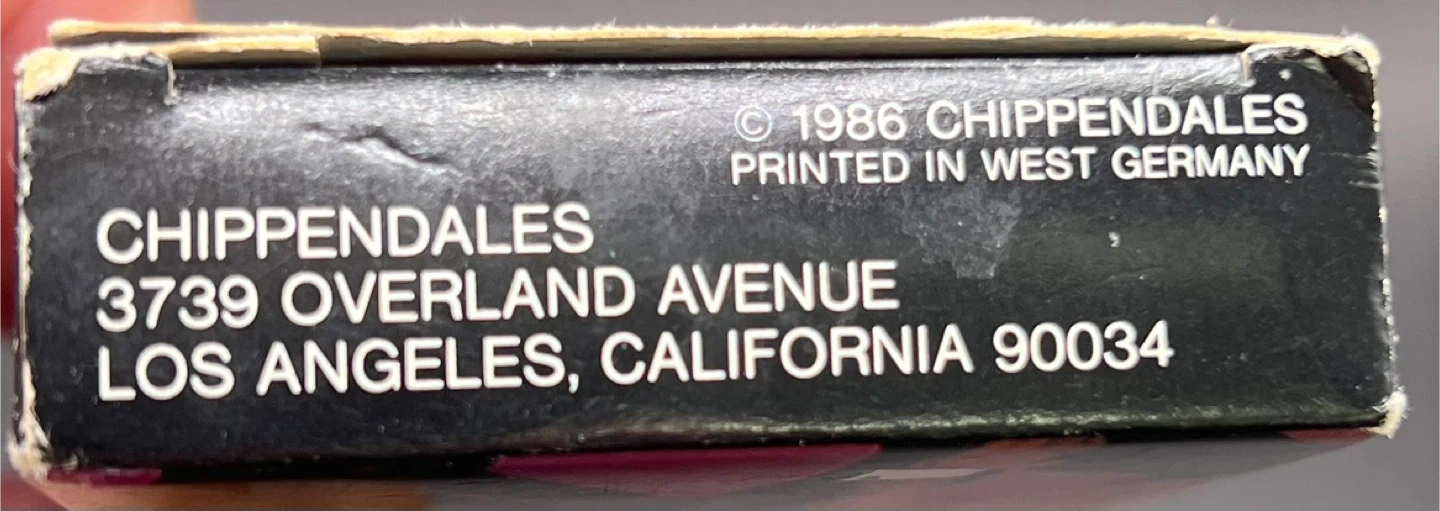 © 1986 CHIPPENDALES
PRINTED IN WEST GERMANY
CHIPPENDALES
3739 OVERLAND AVENUE
LOS ANGELES, CALIFORNIA 90034